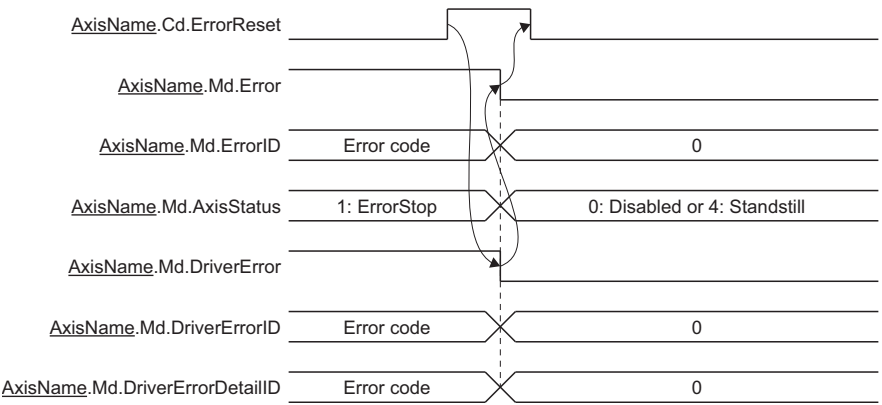 AxisName.Cd.ErrorReset
AxisName.Md.Error
AxisName.Md.ErrorID Error code 0
AxisName.Md.AxisStatus 1: ErrorStop 0: Disabled or 4: Standstill
AxisName.Md.DriverError
AxisName.Md.DriverErrorID Error code 0
AxisName.Md.DriverErrorDetailID Error code 0